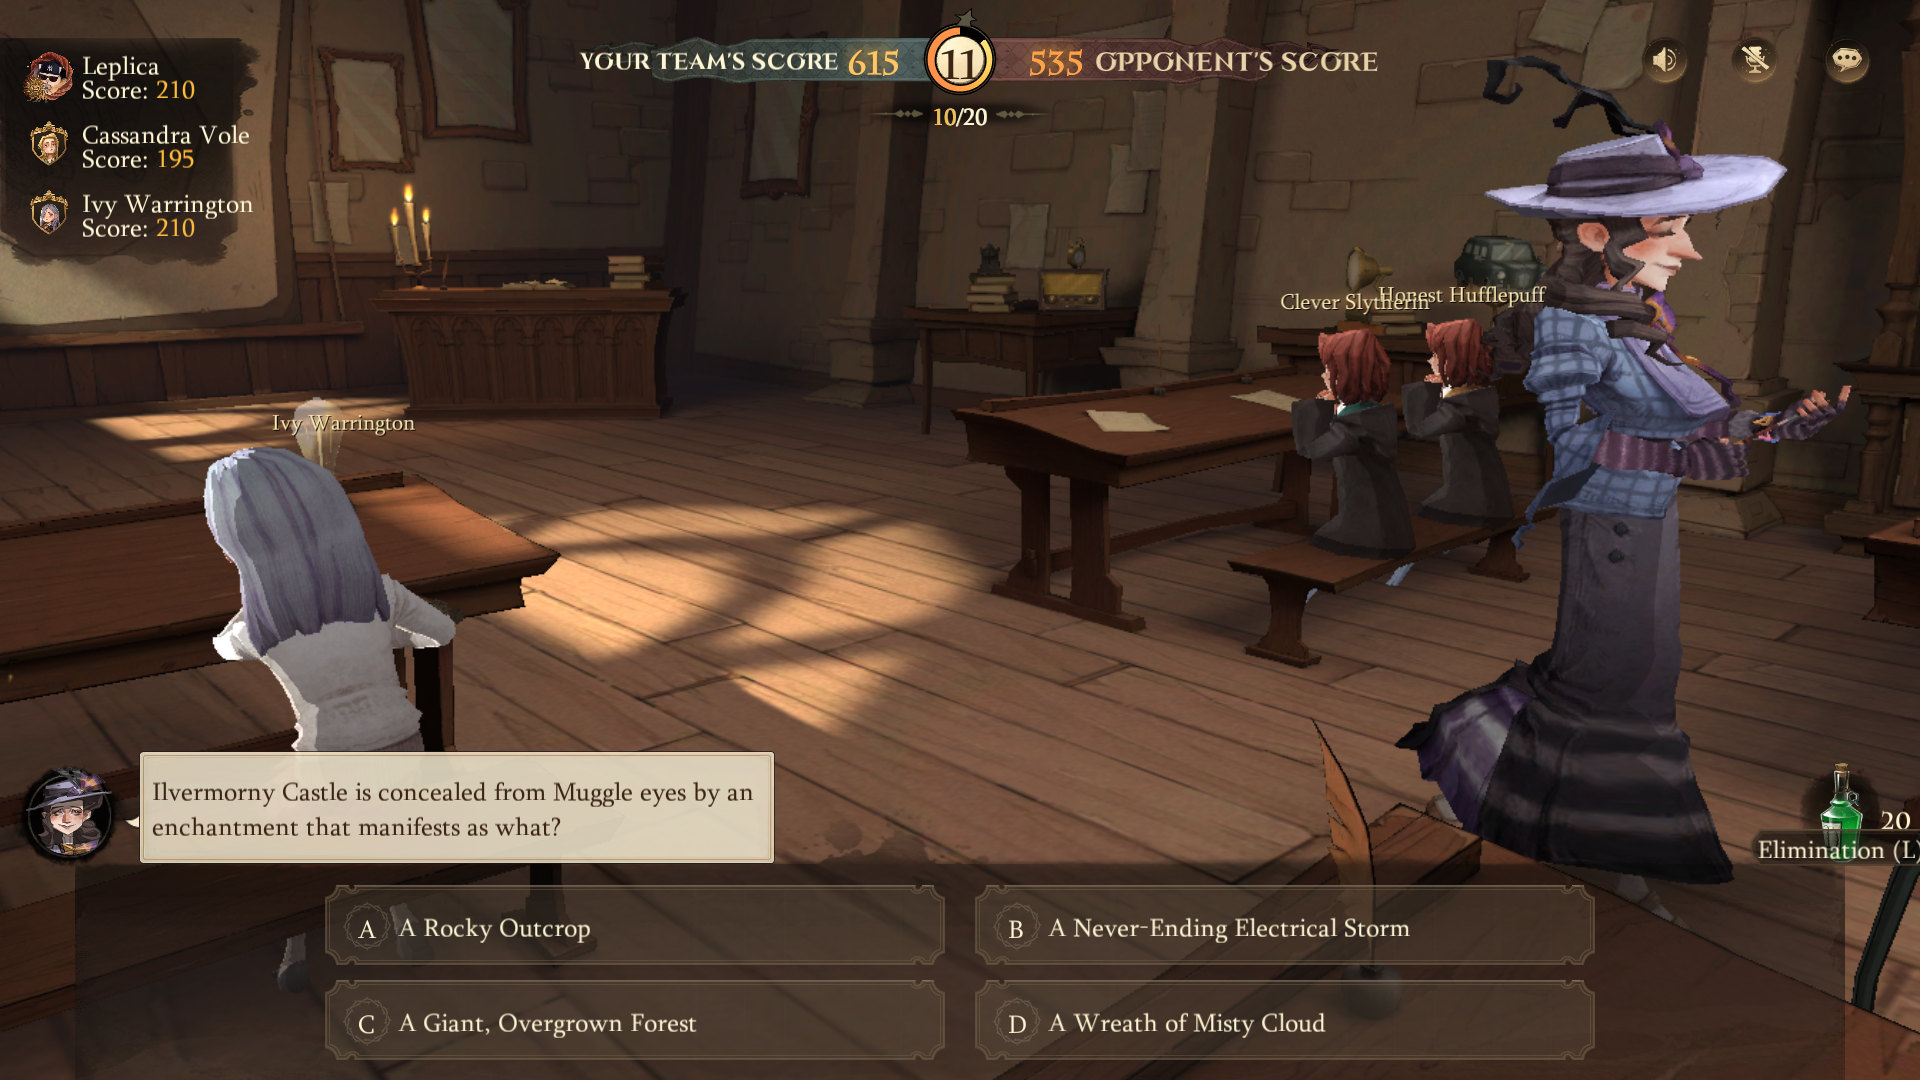 Leplica
Score: 210
Cassandra Vole
Score: 195
Ivy Warrington
Score: 210
YOUR TEAM'S SCORE 615
11
535 OPPONENT'S SCORE
10/20
Clever Slytherin
Honest Hufflepuff
Ivy Warrington
Ilvermorny Castle is concealed from Muggle eyes by an
enchantment that manifests as what?
20
Elimination (L)
A A Rocky Outcrop
B A Never-Ending Electrical Storm
C A Giant, Overgrown Forest
D A Wreath of Misty Cloud